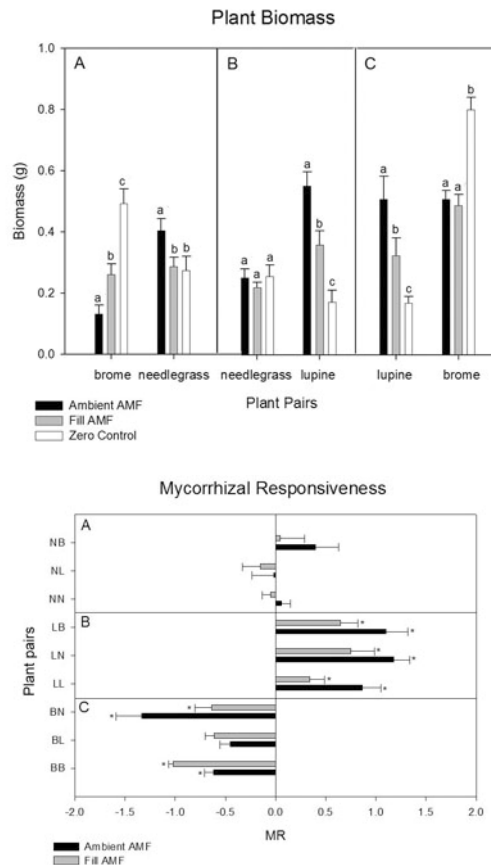 Plant Biomass
A B C
1.0
0.8
0.6
0.4
0.2
0.0
Biomass (g)
a b c a b b
a a a a b c
a b c a a b
brome needlegrass needlegrass lupine lupine brome
Plant Pairs
Ambient AMF
Fill AMF
Zero Control
Mycorrhizal Responsiveness
A
NB
NL
NN
B
LB *
*
LN *
*
LL *
*
C
BN *
*
BL
BB *
*
Plant pairs
-2.0 -1.5 -1.0 -0.5 0.0 0.5 1.0 1.5 2.0
MR
Ambient AMF
Fill AMF